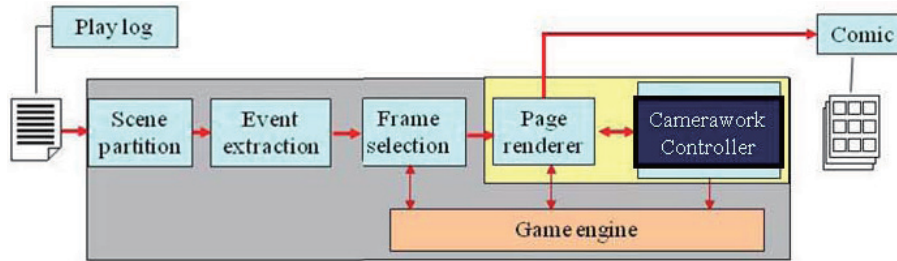 Play log
Comic
Scene
partition
Event
extraction
Frame
selection
Page
renderer
Camerawork
Controller
Game engine